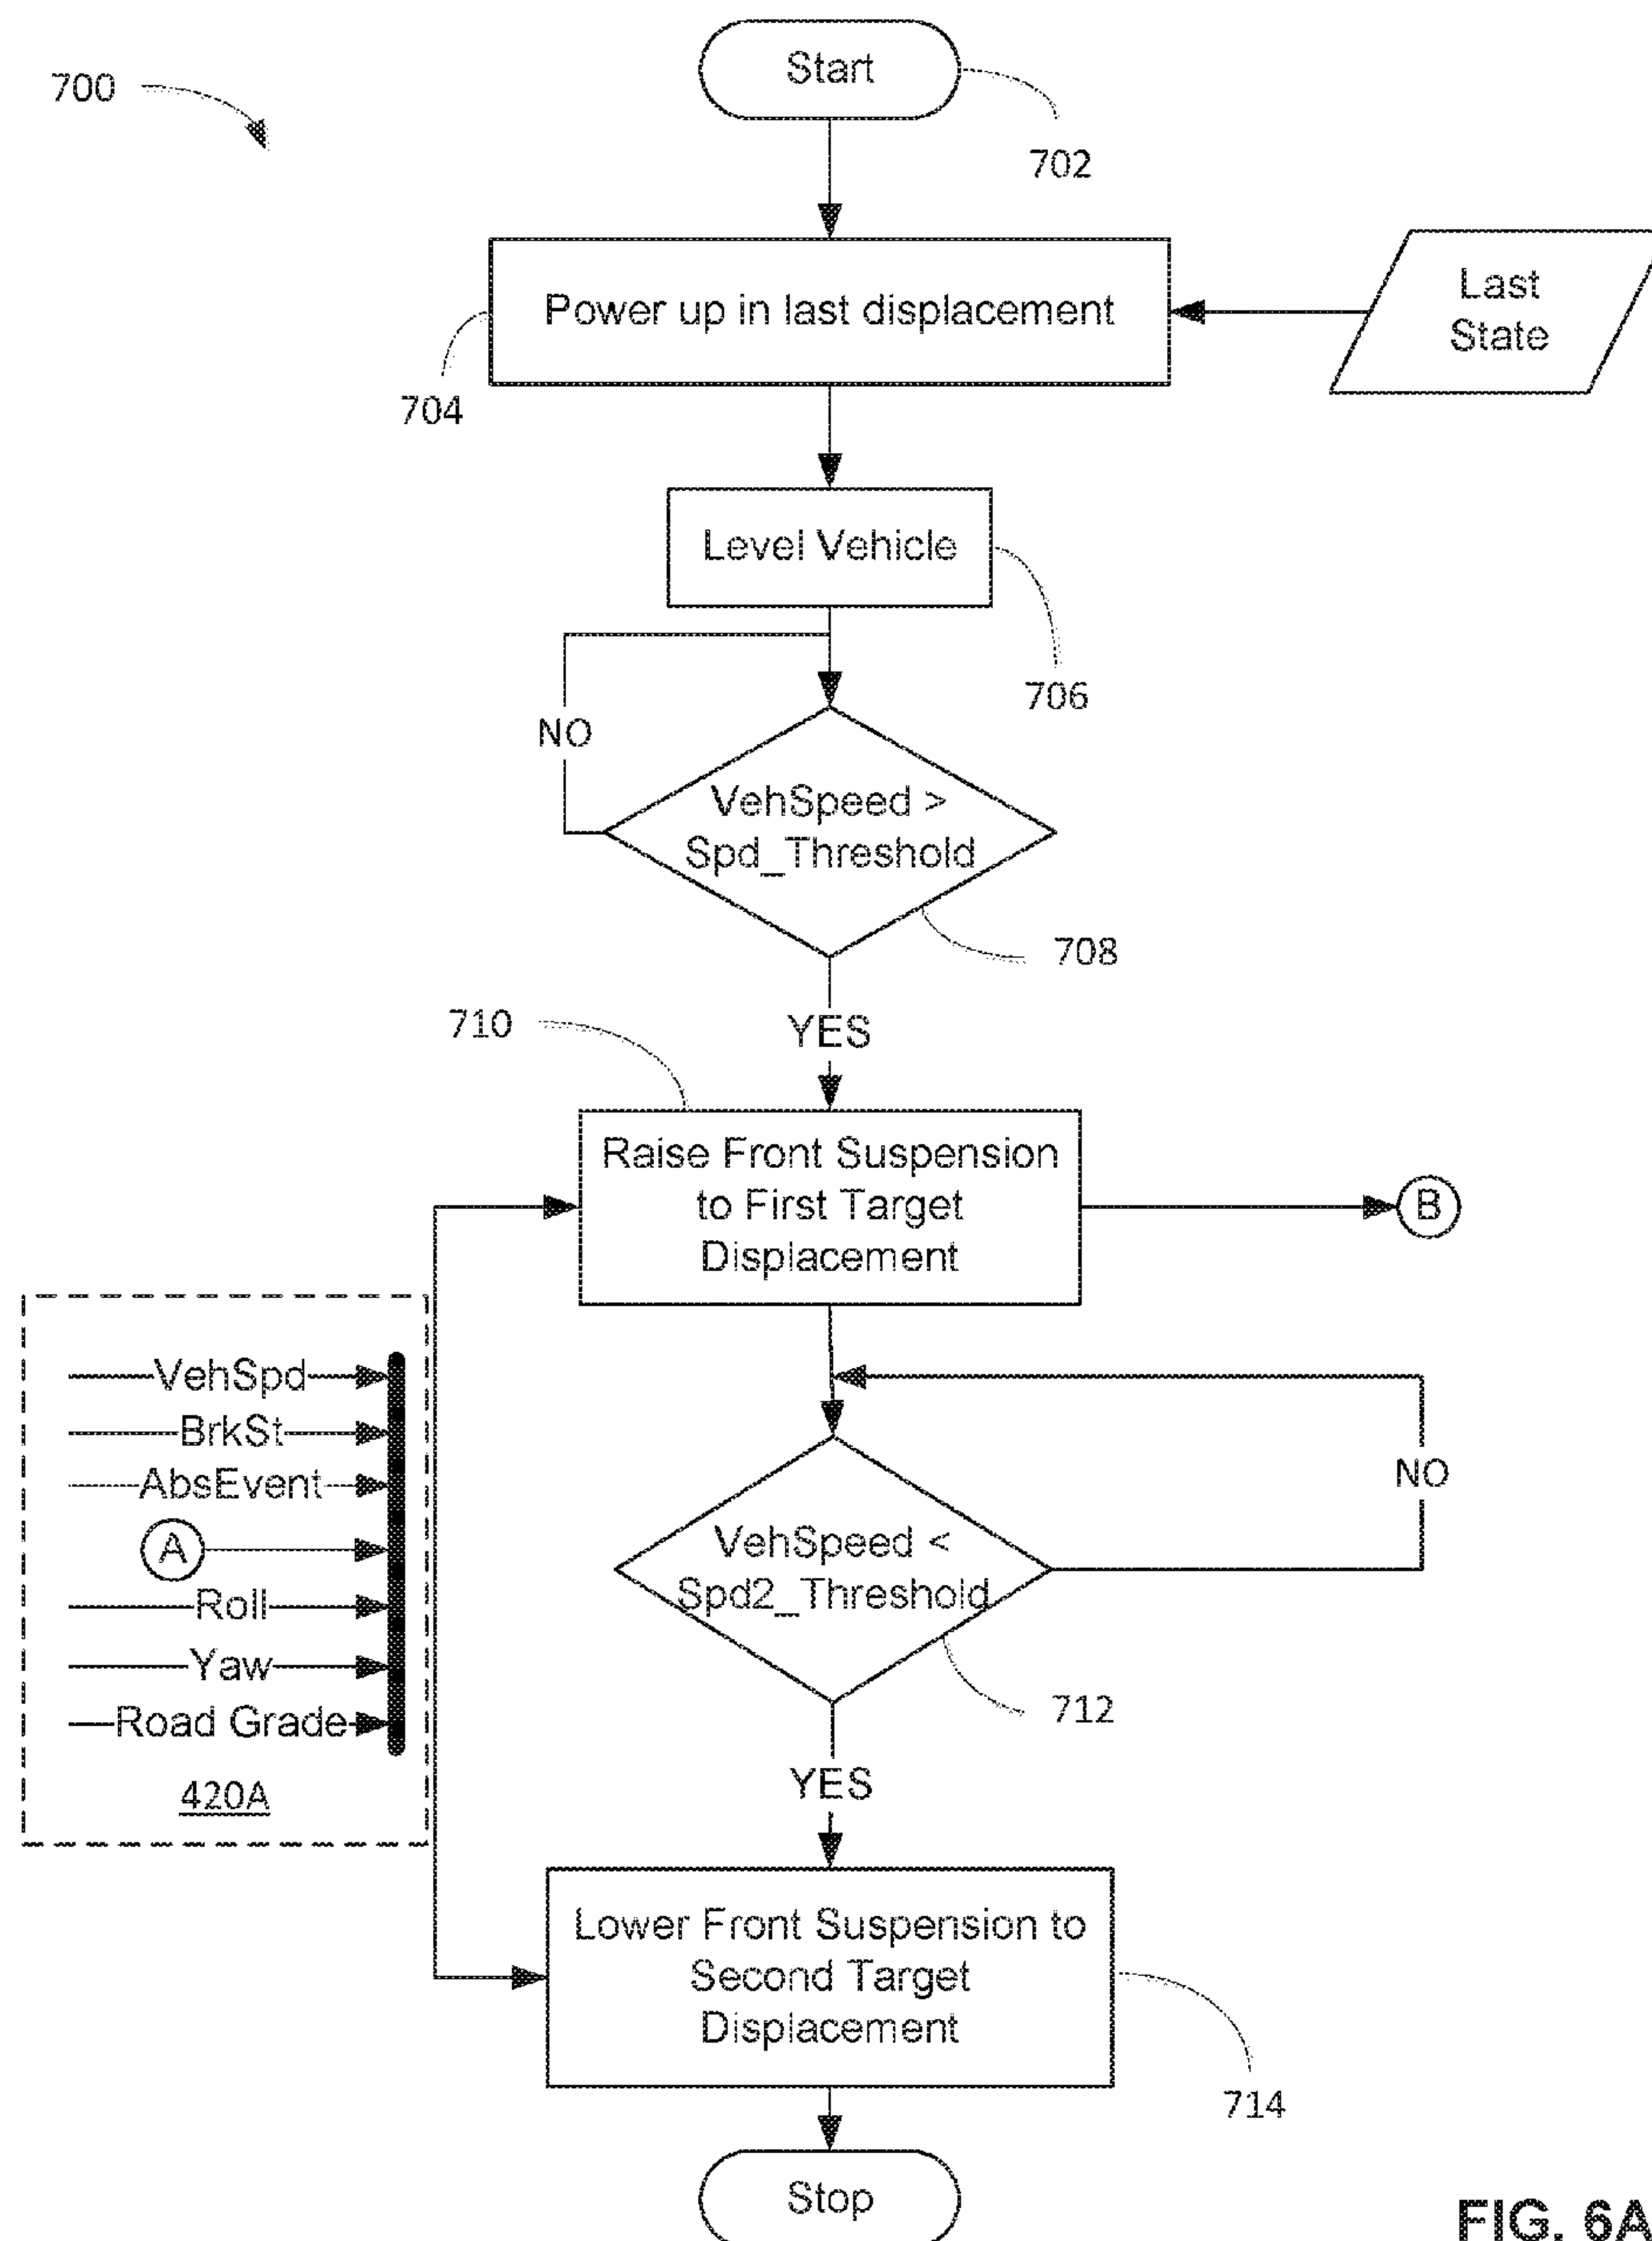 700
Start
702
Power up in last displacement
Last
State
704
Level Vehicle
706
NO
VehSpeed >
Spd_Threshold
708
YES
710
Raise Front Suspension
to First Target
Displacement
B
VehSpd
BrkSt
AbsEvent
A
Roll
Yaw
Road Grade
420A
NO
VehSpeed <
Spd2_Threshold
712
YES
Lower Front Suspension to
Second Target
Displacement
714
Stop
FIG. 6A